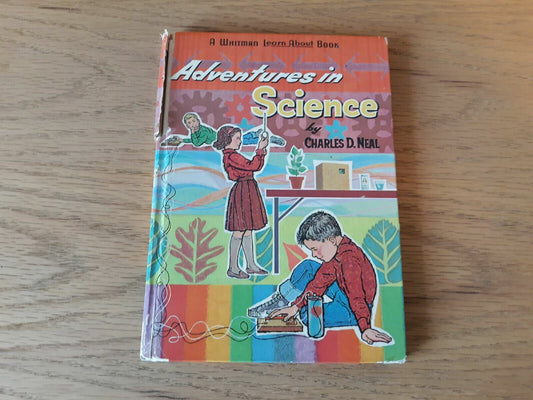 A WHITMAN Learn About BOOK
Adventures in
Science
by
CHARLES D. NEAL